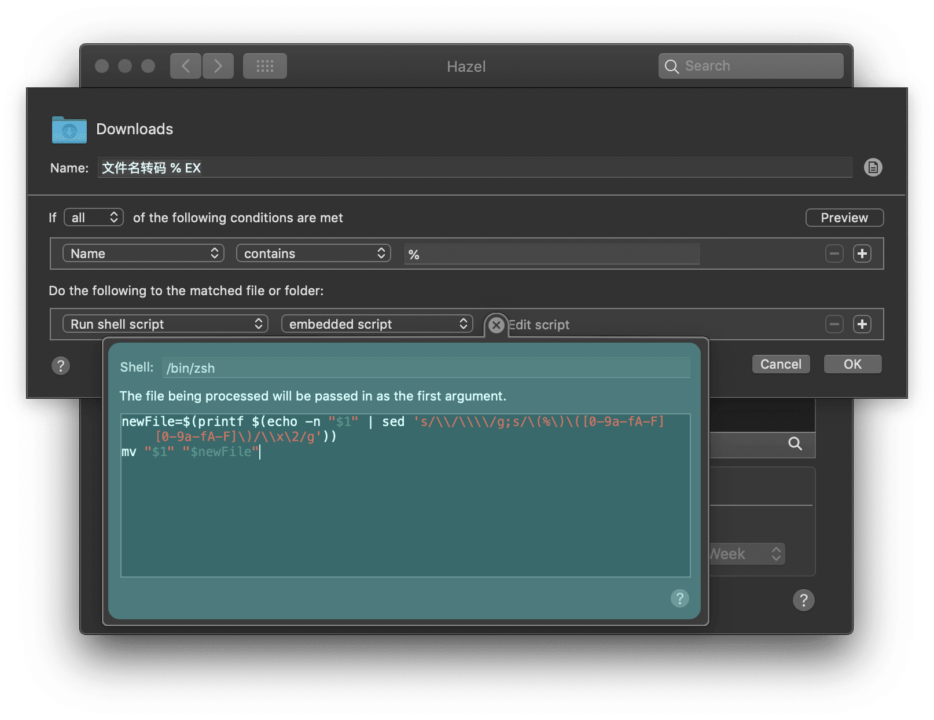 Hazel
Search
Downloads
Name: 文件名转码 % EX
If all of the following conditions are met
Preview
Name contains %
Do the following to the matched file or folder:
Run shell script embedded script Edit script
?
Cancel OK
Shell: /bin/zsh
The file being processed will be passed in as the first argument.
newFile=$(printf $(echo -n "$1" | sed 's/\\/\\\\/g;s/\(%\)\([0-9a-fA-F]
[0-9a-fA-F]\)/\\x\2/g'))
mv "$1" "$newFile"
Week
?
?